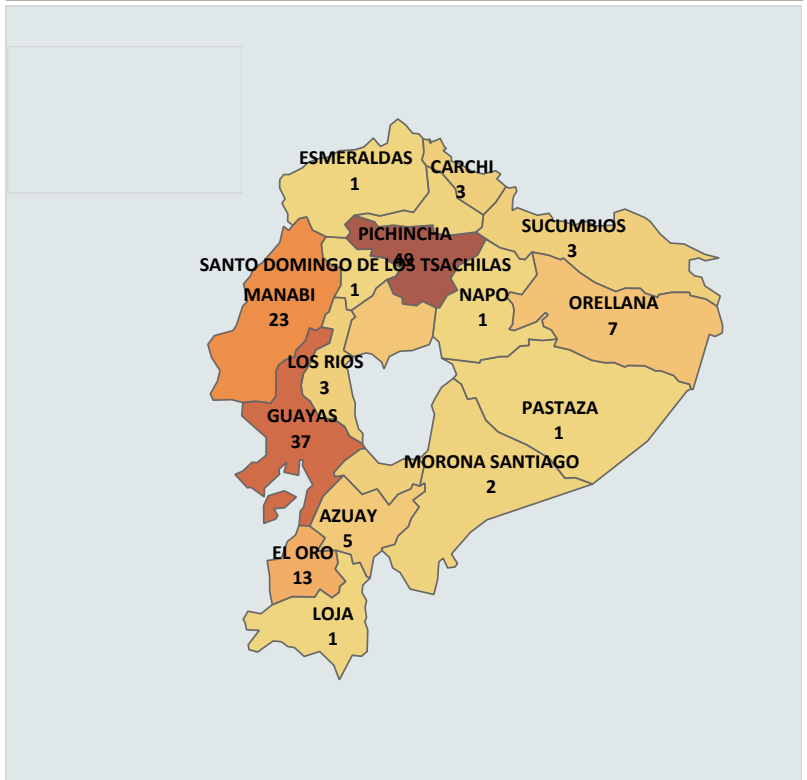 ESMERALDAS
1
CARCHI
3
PICHINCHA
49
SUCUMBIOS
3
SANTO DOMINGO DE LOS TSACHILAS
1
MANABI
23
NAPO
1
ORELLANA
7
LOS RIOS
3
GUAYAS
37
PASTAZA
1
MORONA SANTIAGO
2
AZUAY
5
EL ORO
13
LOJA
1